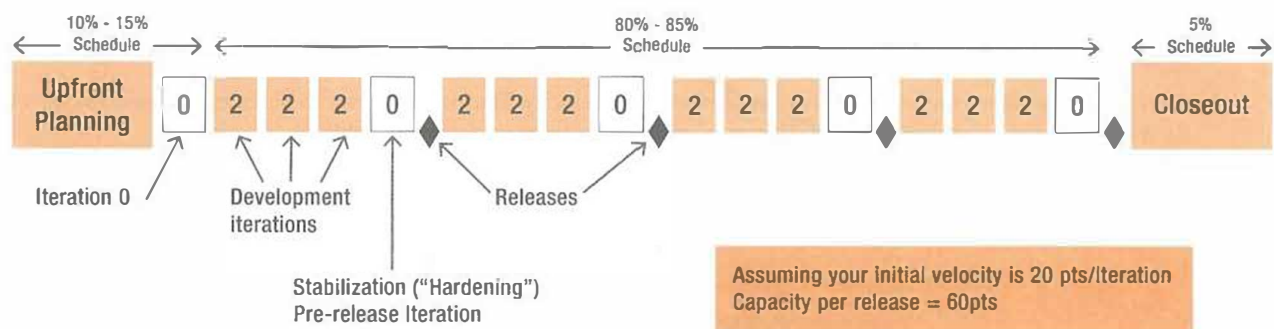 10% - 15%
Schedule
80% - 85%
Schedule
5%
Schedule
Upfront
Planning
0 2 2 2 0 2 2 2 0 2 2 2 0 2 2 2 0
Closeout
Iteration 0
Development
iterations
Releases
Stabilization ("Hardening")
Pre-release Iteration
Assuming your initial velocity is 20 pts/Iteration
Capacity per release = 60pts